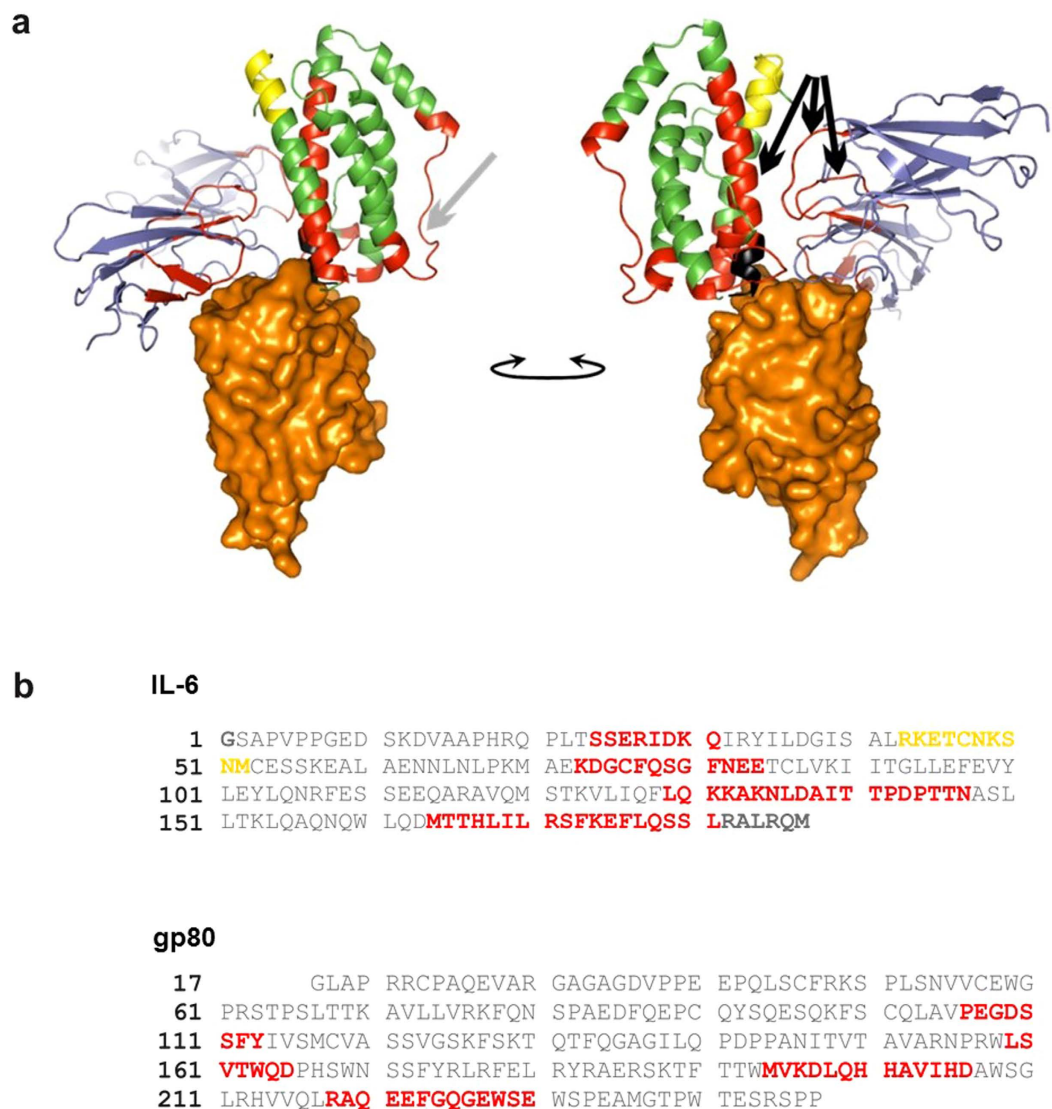 a
b
IL-6
1 GSAPVPPGED SKDVAAPHRQ PLTSSERIDK QIRYILDGIS ALRKETCNKS
51 NMCESSKEAL AENNLNLPKM AEKDGCFQSG FNEETCLVKI ITGLLEFEVY
101 LEYLQNRFES SEEQARAVQM STKVLIQFLQ KKAKNLDAIT TPDPTTNASL
151 LTKLQAQNQW LQDMTTHLIL RSFKEFLQSS LRALRQM
gp80
17 GLAP RRCPAQEVAR GAGAGDVPPE EPQLSCFRKS PLSNVVCEWG
61 PRSTPSLTTK AVLLVRKFQN SPAEDFQEPC QYSQESQKFS CQLAVPEGDS
111 SFYIVSMCVA SSVGSKFSKT QTFQGAGILQ PDPPANITVT AVARNPRWLS
161 VTWQDPHSWN SSFYRLRFEL RYRAERSKTF TTWMVKDLQH HAVIHDAWSG
211 LRHVVQLRAQ EEFGQGEWSE WSPEAMGTPW TESRSPP